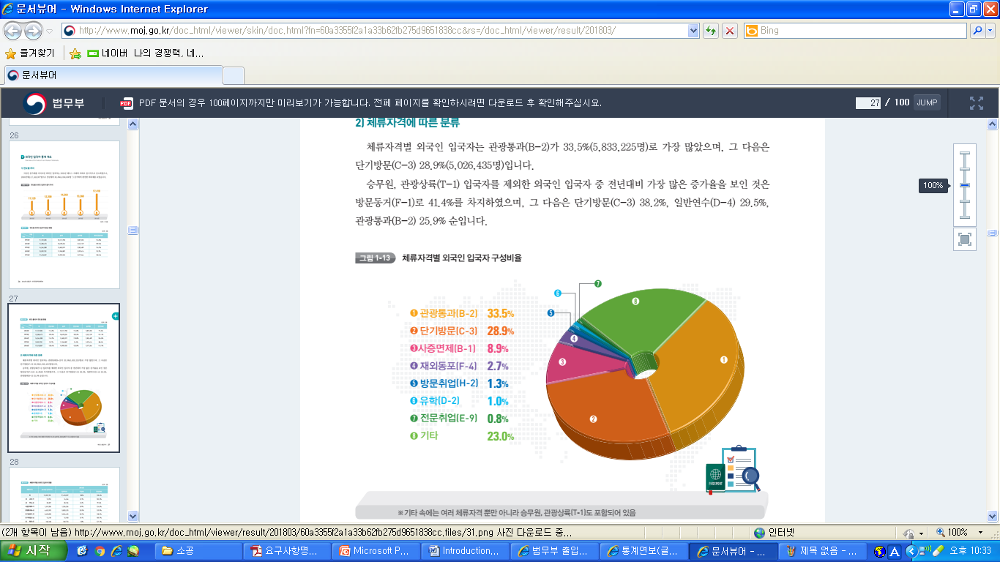 문서뷰어 - Windows Internet Explorer
http://www.moj.go.kr/doc_html/viewer/skin/doc.html?fn=60a3355f2a1a33b62fb275d9651838cc&rs=/doc_html/viewer/result/201803/
Bing
즐겨찾기
네이버 나의 경쟁력, 네...
문서뷰어
법무부
PDF
PDF 문서의 경우 100페이지까지만 미리보기가 가능합니다. 전페 페이지를 확인하시려면 다운로드 후 확인해주십시요.
27 / 100 JUMP
26
27
28
100%
2) 체류자격에 따른 분류
체류자격별 외국인 입국자는 관광통과(B-2)가 33.5%(5,833,225명)로 가장 많았으며, 그 다음은
단기방문(C-3) 28.9%(5,026,435명)입니다.
승무원, 관광상륙(T-1) 입국자를 제외한 외국인 입국자 중 전년대비 가장 많은 증가율을 보인 것은
방문동거(F-1)로 41.4%를 차지하였으며, 그 다음은 단기방문(C-3) 38.2%, 일반연수(D-4) 29.5%,
관광통과(B-2) 25.9% 순입니다.
그림 1-13 체류자격별 외국인 입국자 구성비율
❶ 관광통과(B-2) 33.5%
❷ 단기방문(C-3) 28.9%
❸사증면제(B-1) 8.9%
❹ 재외동포(F-4) 2.7%
❺ 방문취업(H-2) 1.3%
❻ 유학(D-2) 1.0%
❼ 전문취업(E-9) 0.8%
❽ 기타 23.0%
❶
❷
❸
❹
❺
❻
❼
❽
PASSPORT
※기타 속에는 여러 체류자격 뿐만 아니라 승무원, 관광상륙(T-1)도 포함되어 있음
(2개 항목미 남음) http://www.moj.go.kr/doc_html/viewer/result/201803/60a3355f2a1a33b62fb275d9651838cc,files/31.png 사진 다운로드 중...
인터넷
100%
시작
소공
요구사항명...
Microsoft P...
Introduction...
법무부 출입...
통계연보(글...
문서뷰어 - ...
제목 없음 - ...
A
오후 10:33